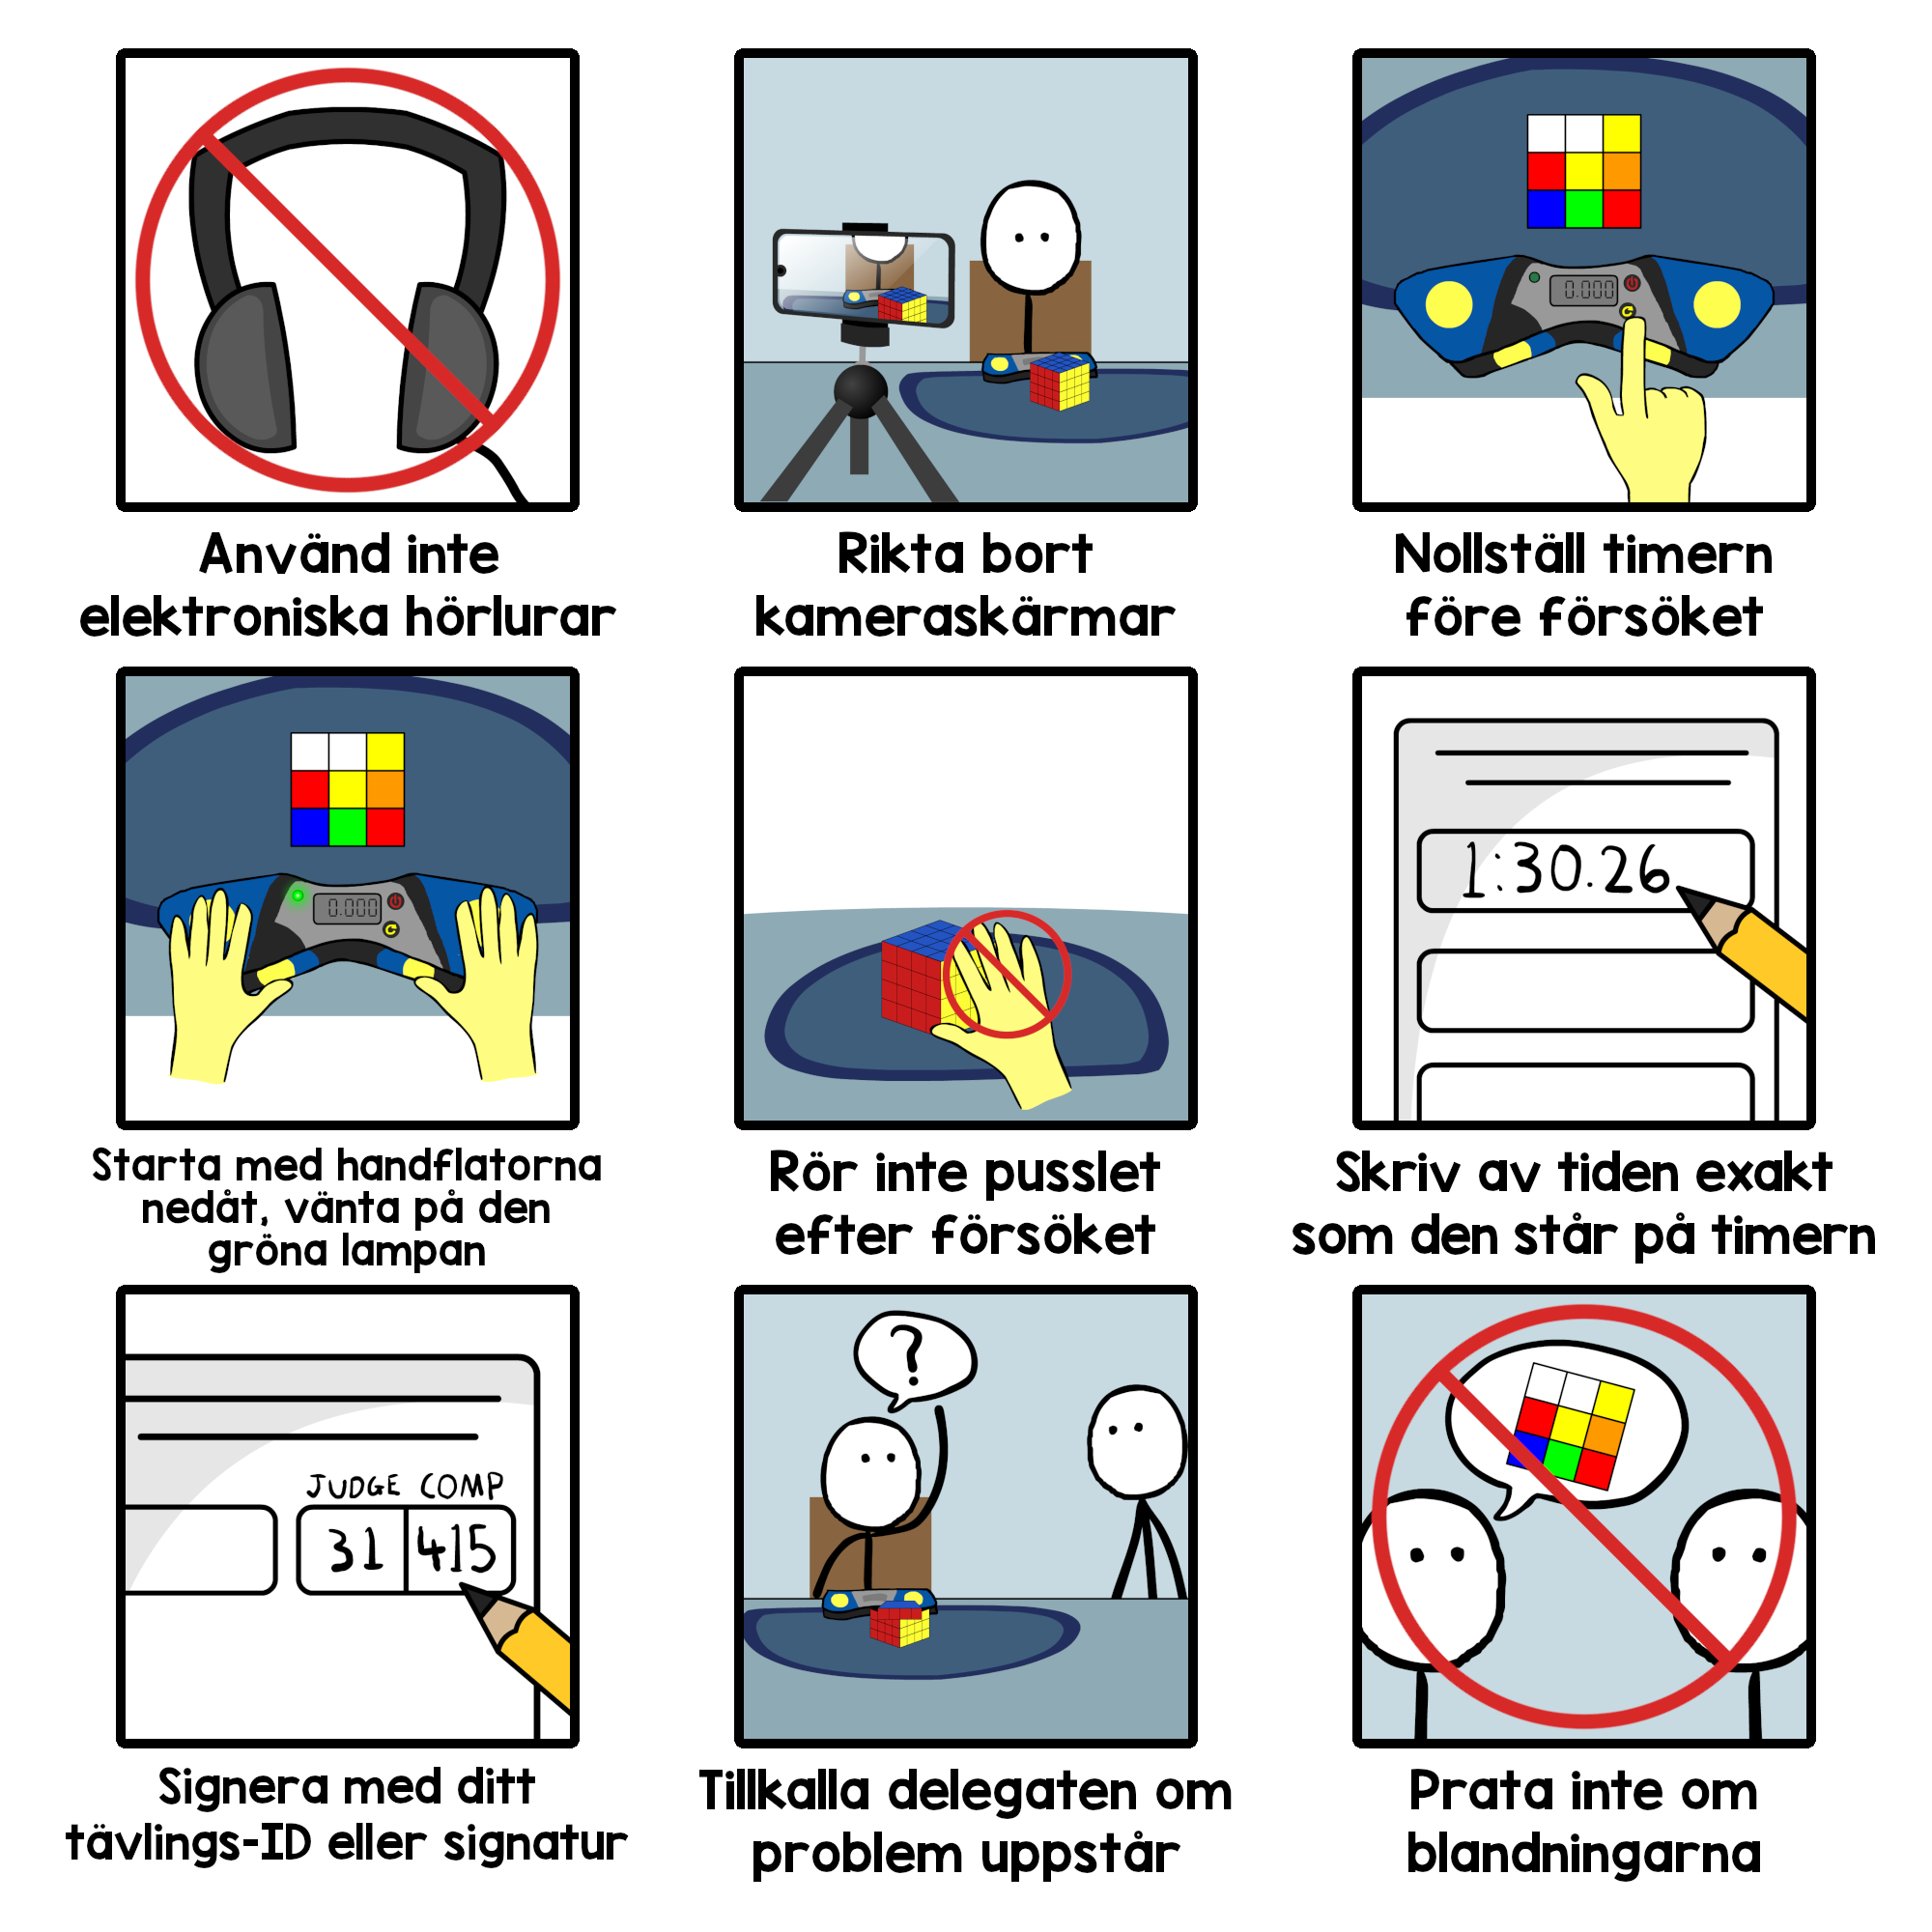 Använd inte
elektroniska hörlurar
Rikta bort
kameraskärmar
0.000
Nollställ timern
före försöket
0.000
Starta med handflatorna
nedåt, vänta på den
gröna lampan
Rör inte pusslet
efter försöket
1:30.26
Skriv av tiden exakt
som den står på timern
JUDGE COMP
31 415
Signera med ditt
tävlings-ID eller signatur
?
Tillkalla delegaten om
problem uppstår
Prata inte om
blandningarna